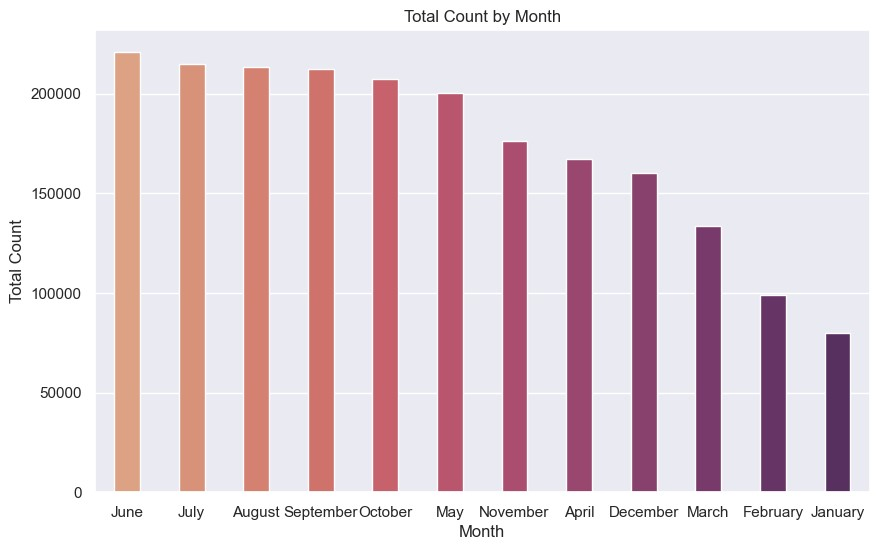 Total Count by Month
Total Count
200000
150000
100000
50000
0
June July August September October May November April December March February January
Month